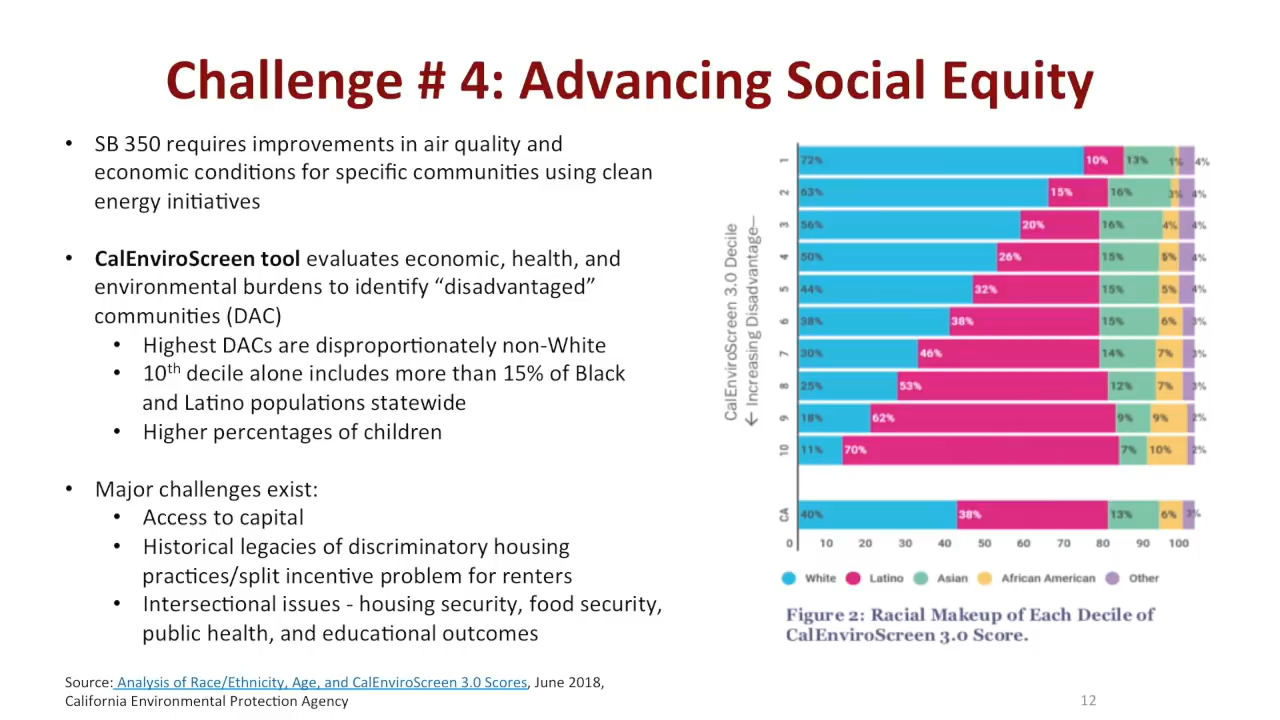 Challenge # 4: Advancing Social Equity
• SB 350 requires improvements in air quality and
economic conditions for specific communities using clean
energy initiatives
• CalEnviroScreen tool evaluates economic, health, and
environmental burdens to identify “disadvantaged”
communities (DAC)
• Highest DACs are disproportionately non-White
• 10th decile alone includes more than 15% of Black
and Latino populations statewide
• Higher percentages of children
• Major challenges exist:
• Access to capital
• Historical legacies of discriminatory housing
practices/split incentive problem for renters
• Intersectional issues - housing security, food security,
public health, and educational outcomes
Source: Analysis of Race/Ethnicity, Age, and CalEnviroScreen 3.0 Scores, June 2018,
California Environmental Protection Agency
CalEnviroScreen 3.0 Decile
← Increasing Disadvantage—
1 72% 10% 13% 1% 4%
2 63% 15% 16% 3% 4%
3 56% 20% 16% 4% 4%
4 50% 26% 15% 5% 4%
5 44% 32% 15% 5% 4%
6 38% 38% 15% 6% 3%
7 30% 46% 14% 7% 3%
8 25% 53% 12% 7% 3%
9 18% 62% 9% 9% 2%
10 11% 70% 7% 10% 2%
CA 40% 38% 13% 6% 3%
0 10 20 30 40 50 60 70 80 90 100
White Latino Asian African American Other
Figure 2: Racial Makeup of Each Decile of
CalEnviroScreen 3.0 Score.
12